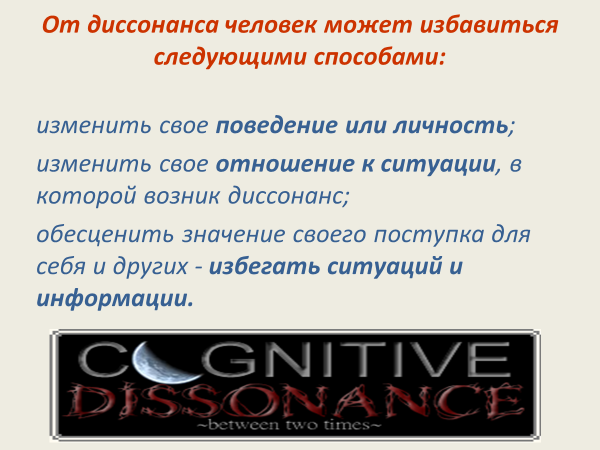 От диссонанса человек может избавиться
следующими способами:
изменить свое поведение или личность;
изменить свое отношение к ситуации, в
которой возник диссонанс;
обесценить значение своего поступка для
себя и других - избегать ситуаций и
информации.
COGNITIVE
DISSONANCE
~between two times~